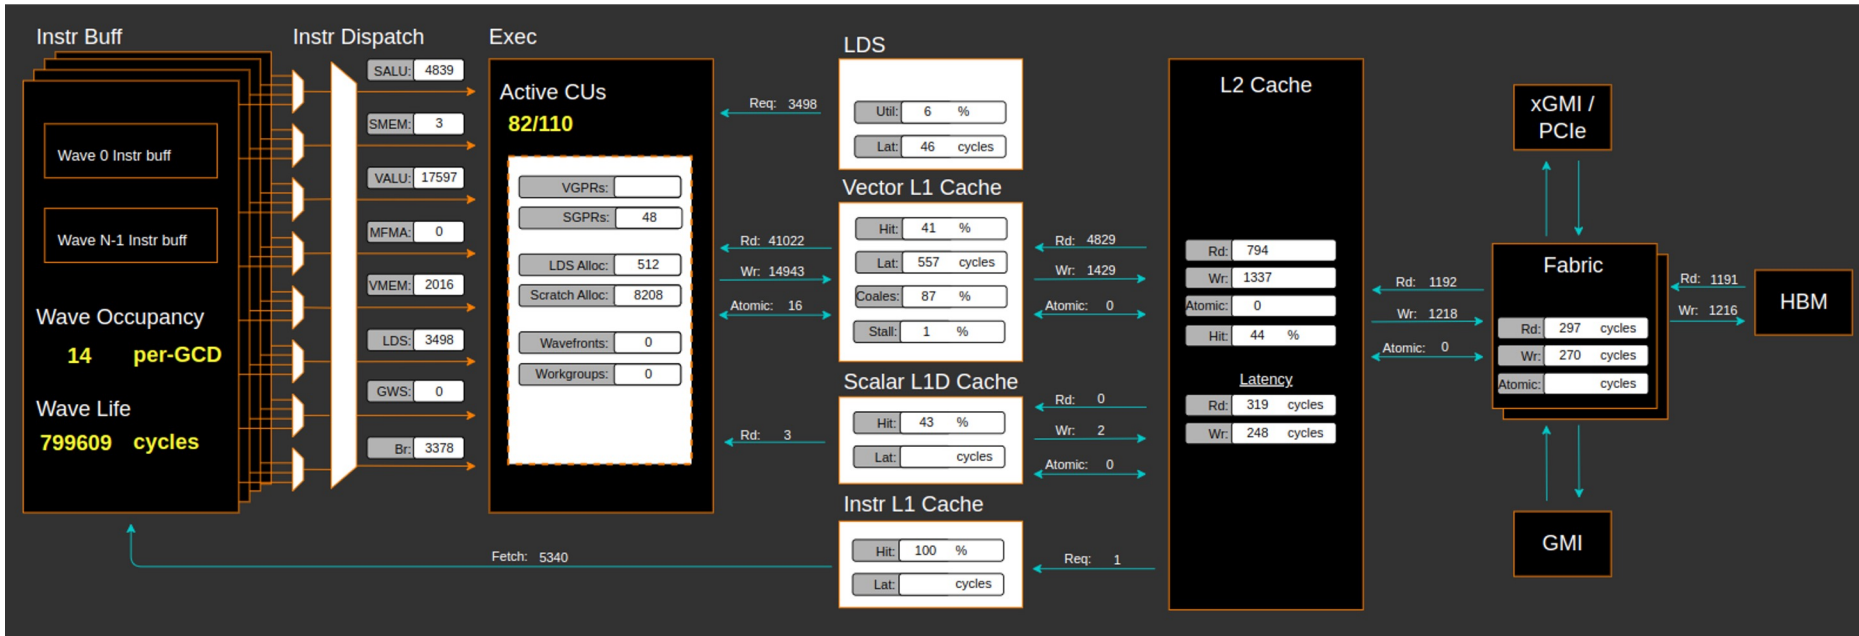 Instr Buff
Wave 0 Instr buff
Wave N-1 Instr buff
Wave Occupancy
14 per-GCD
Wave Life
799609 cycles
Instr Dispatch
SALU: 4839
SMEM: 3
VALU: 17597
MFMA: 0
VMEM: 2016
LDS: 3498
GWS: 0
Br: 3378
Fetch: 5340
Exec
Active CUs
82/110
VGPRs:
SGPRs: 48
LDS Alloc: 512
Scratch Alloc: 8208
Wavefronts: 0
Workgroups: 0
Req: 3498
Rd: 41022
Wr: 14943
Atomic: 16
Rd: 3
LDS
Util: 6 %
Lat: 46 cycles
Vector L1 Cache
Hit: 41 %
Lat: 557 cycles
Coales: 87 %
Stall: 1 %
Scalar L1D Cache
Hit: 43 %
Lat: cycles
Instr L1 Cache
Hit: 100 %
Lat: cycles
Rd: 4829
Wr: 1429
Atomic: 0
Rd: 0
Wr: 2
Atomic: 0
Req: 1
L2 Cache
Rd: 794
Wr: 1337
Atomic: 0
Hit: 44 %
Latency
Rd: 319 cycles
Wr: 248 cycles
Rd: 1192
Wr: 1218
Atomic: 0
xGMI /
PCIe
Fabric
Rd: 297 cycles
Wr: 270 cycles
Atomic: cycles
GMI
Rd: 1191
Wr: 1216
HBM